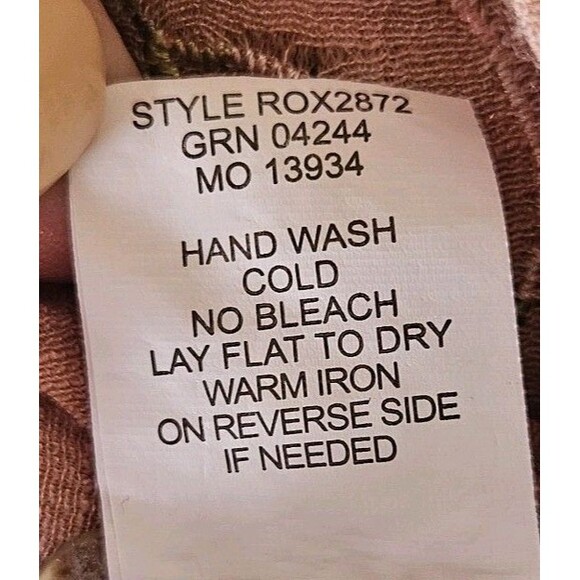 STYLE ROX2872
GRN 04244
MO 13934
HAND WASH
COLD
NO BLEACH
LAY FLAT TO DRY
WARM IRON
ON REVERSE SIDE
IF NEEDED